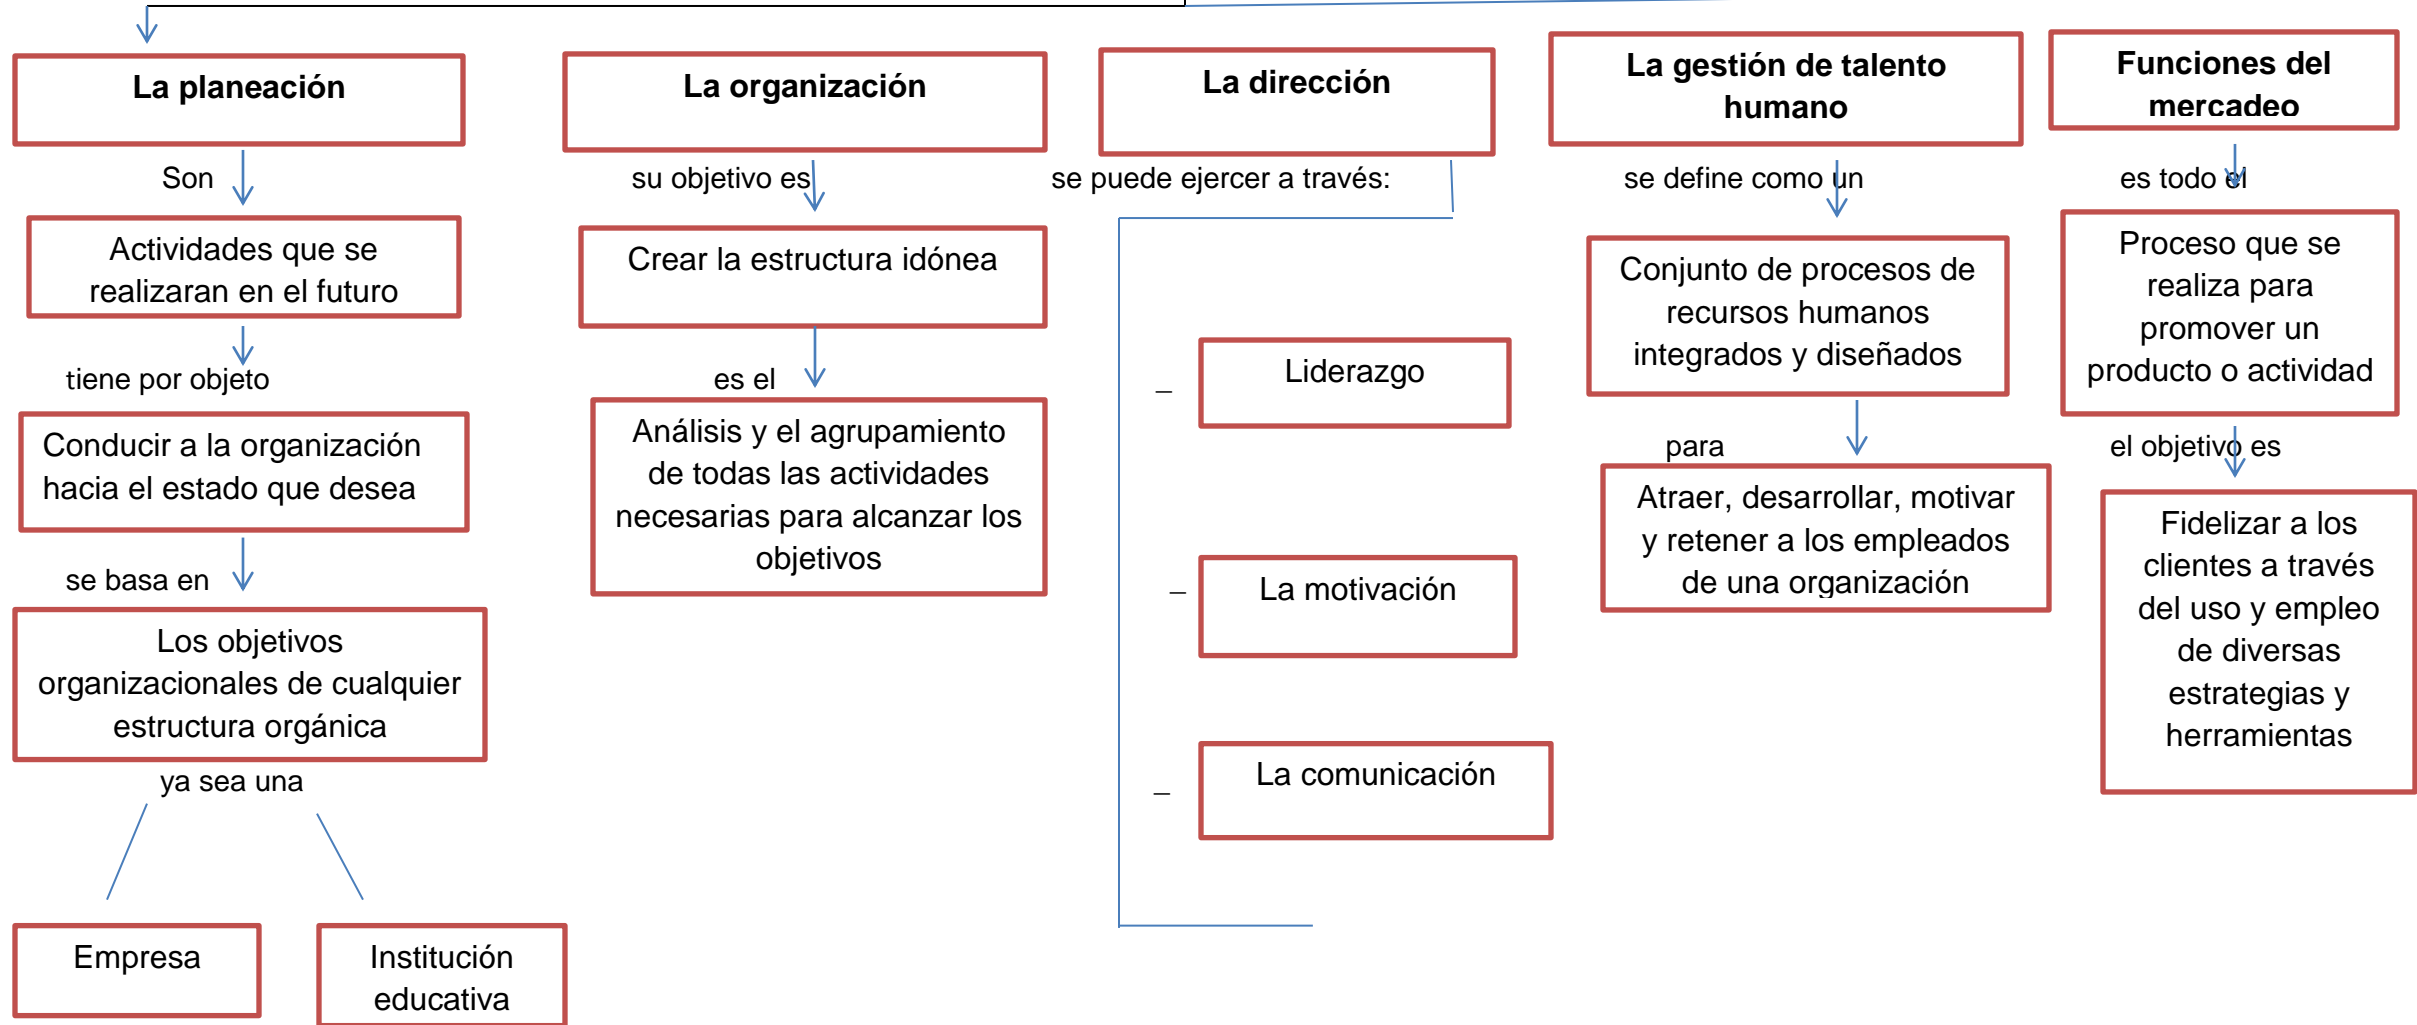 La planeación
Son
Actividades que se
realizaran en el futuro
tiene por objeto
Conducir a la organización
hacia el estado que desea
se basa en
Los objetivos
organizacionales de cualquier
estructura orgánica
ya sea una
Empresa
Institución
educativa
La organización
su objetivo es
Crear la estructura idónea
es el
Análisis y el agrupamiento
de todas las actividades
necesarias para alcanzar los
objetivos
La dirección
se puede ejercer a través:
– Liderazgo
– La motivación
– La comunicación
La gestión de talento
humano
se define como un
Conjunto de procesos de
recursos humanos
integrados y diseñados
para
Atraer, desarrollar, motivar
y retener a los empleados
de una organización
Funciones del
mercadeo
es todo el
Proceso que se
realiza para
promover un
producto o actividad
el objetivo es
Fidelizar a los
clientes a través
del uso y empleo
de diversas
estrategias y
herramientas